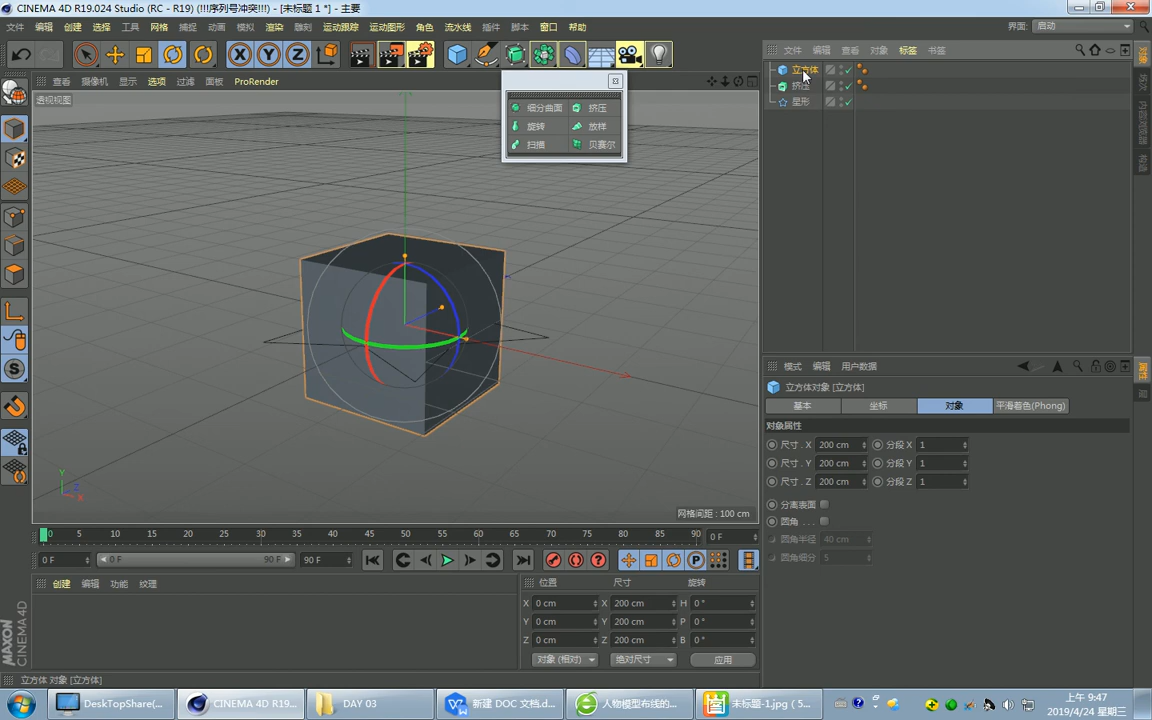 CINEMA 4D R19.024 Studio (RC - R19) (!!!序列号冲突!!!) - [未标题 1 *] - 主要
文件 编辑 创建 选择 工具 网格 捕捉 动画 模拟 渲染 雕刻 运动跟踪 运动图形 角色 流水线 插件 脚本 窗口 帮助
界面: 启动
查看 摄像机 显示 选项 过滤 面板 ProRender
文件 编辑 查看 对象 标签 书签
透视视图
立方体
挤压
星形
细分曲面 挤压
旋转 放样
扫描 贝赛尔
对象
内容浏览器
构造
模式 编辑 用户数据
属性
层
立方体对象 [立方体]
基本 坐标 对象 平滑着色(Phong)
对象属性
尺寸 . X 200 cm 分段 X 1
尺寸 . Y 200 cm 分段 Y 1
尺寸 . Z 200 cm 分段 Z 1
分离表面
圆角 . . .
圆角半径 40 cm
圆角细分 5
Y
Z
X
网格间距 : 100 cm
0 5 10 15 20 25 30 35 40 45 50 55 60 65 70 75 80 85 90 0 F
0 F 0 F 90 F 90 F
创建 编辑 功能 纹理
位置 尺寸 旋转
X 0 cm X 200 cm H 0 °
Y 0 cm Y 200 cm P 0 °
Z 0 cm Z 200 cm B 0 °
对象 (相对) 绝对尺寸 应用
MAXON
CINEMA 4D
立方体 对象 [立方体]
DeskTopShare(... CINEMA 4D R19... DAY 03 新建 DOC 文档.d... 人物模型布线的... 未标题-1.jpg ( 5...
上午 9:47
2019/4/24 星期三